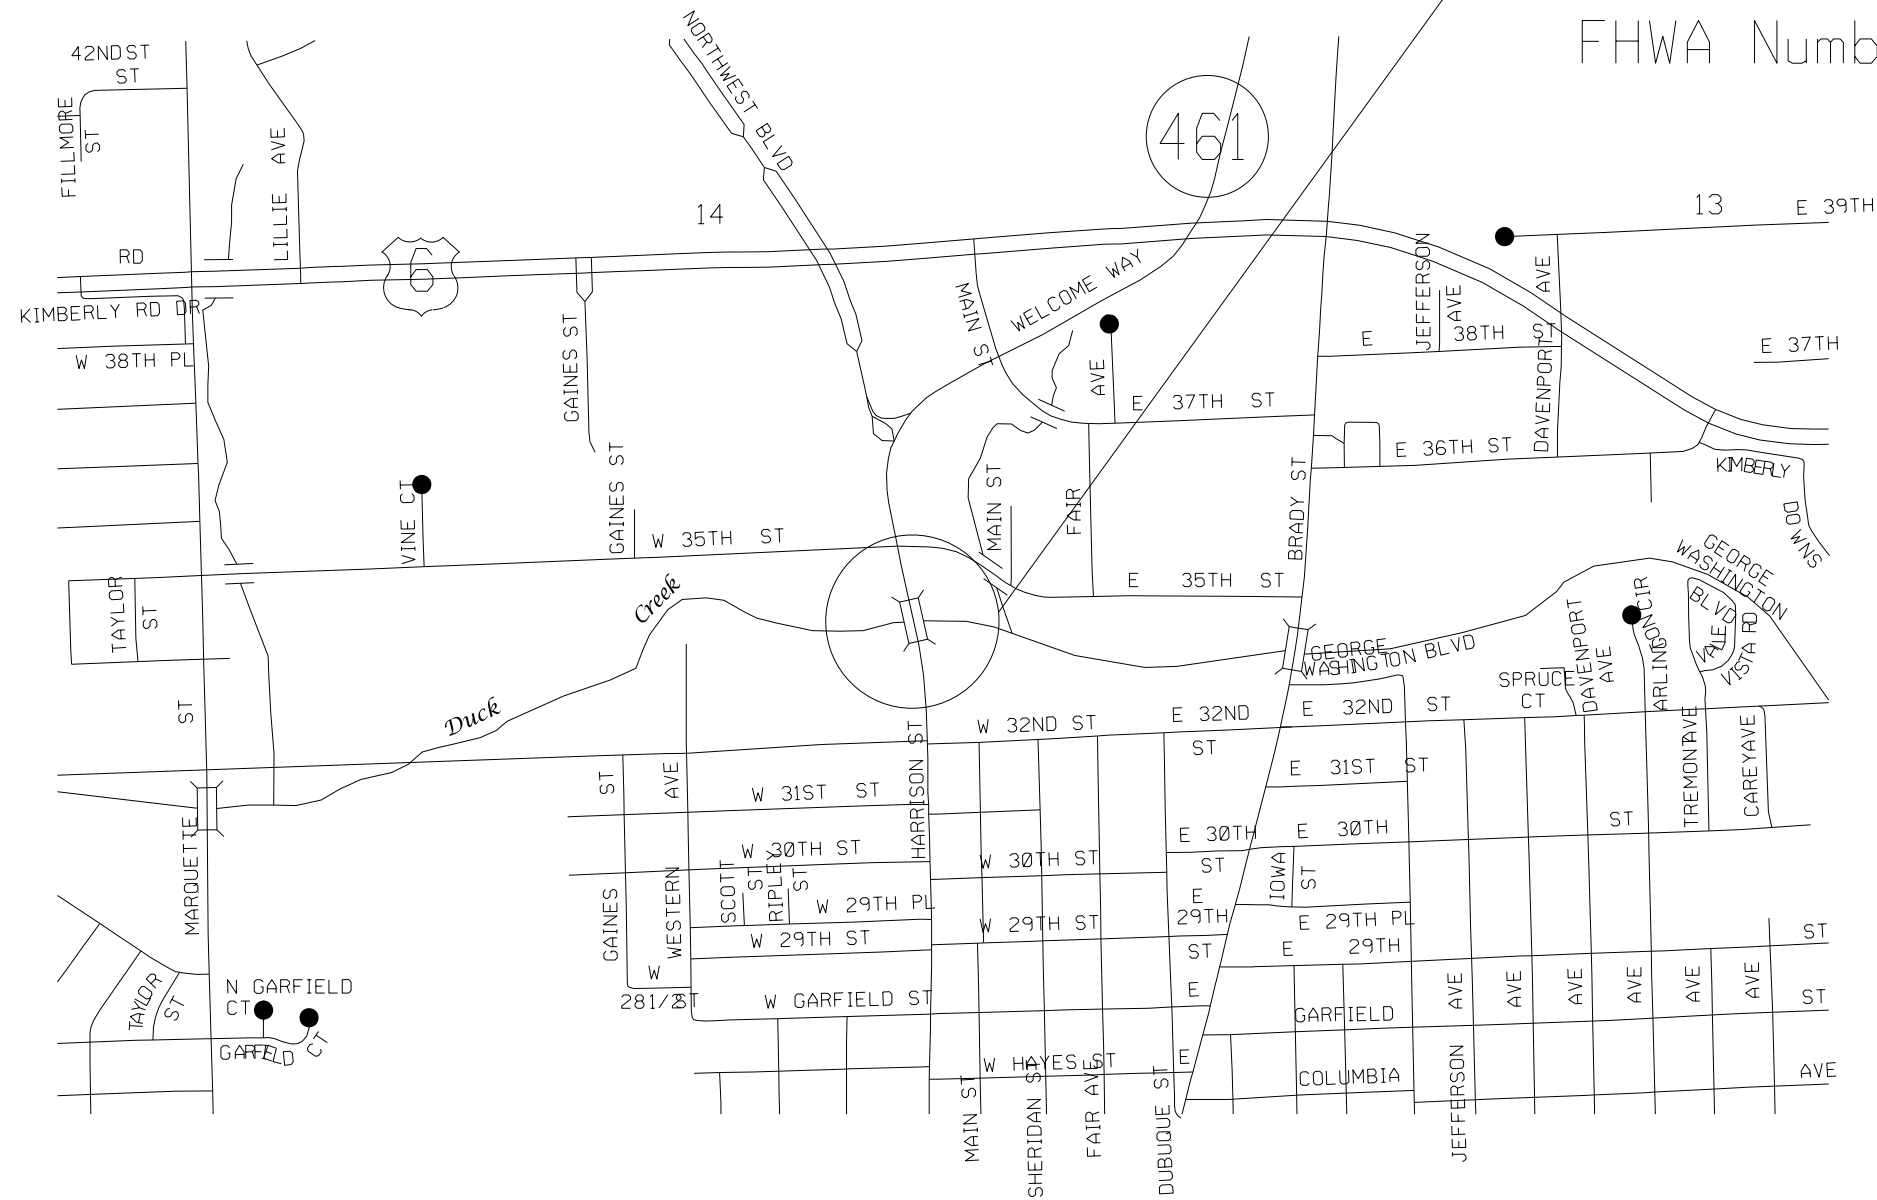 FHWA Numb
42NDST
ST
FILLMORE
ST
LILLIE AVE
NORTHWEST BLVD
461
14
13
E 39TH
RD
6
KIMBERLY RD DR
W 38TH PL
GAINES ST
MAIN ST
WELCOME WAY
JEFFERSON
AVE
AVE
DAVENPORT
E 38TH ST
E 37TH
AVE
FAIR
E 37TH ST
E 36TH ST
KIMBERLY
DOWNS
VINE CT
GAINES ST
MAIN ST
BRADY ST
W 35TH ST
E 35TH ST
TAYLOR
ST
Duck Creek
GEORGE
WASHINGTON
BLVD
GEORGE
WASHINGTON BLVD
DAVENPORT
AVE
ARLINGTON CIR
VALE
VISTA RD
SPRUCE
CT
ST
MARQUETTE
W 32ND ST
E 32ND
ST
E 32ND ST
ST
AVE
HARRISON ST
W 31ST ST
E 31ST ST
TREMONT AVE
CAREY AVE
W 30TH ST
W 30TH ST
E 30TH
ST
E 30TH
ST
SCOTT
ST
RIPLEY
ST
IOWA
ST
GAINES
WESTERN
W 29TH PL
W 29TH ST
W 29TH ST
E
29TH
ST
E 29TH PL
E 29TH
ST
W
28 1/2 ST
W GARFIELD ST
E
GARFIELD
ST
AVE
AVE
AVE
AVE
AVE
AVE
TAYLOR
ST
N GARFIELD
CT
GARFIELD CT
W HAYES ST
E
COLUMBIA
AVE
MAIN ST
SHERIDAN ST
FAIR AVE
DUBUQUE ST
JEFFERSON